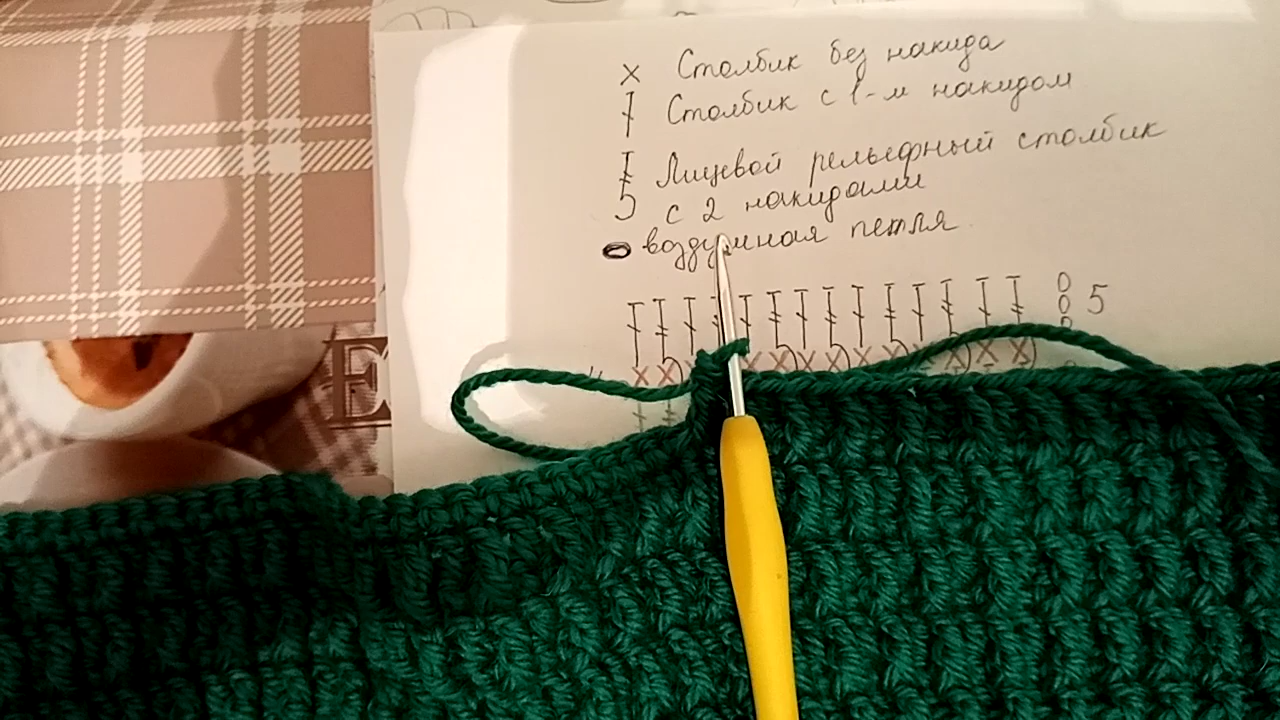 x Столбик без накида
Столбик с 1-м накидом
Лицевой рельефный столбик
с 2 накидами
воздушная петля
5
E